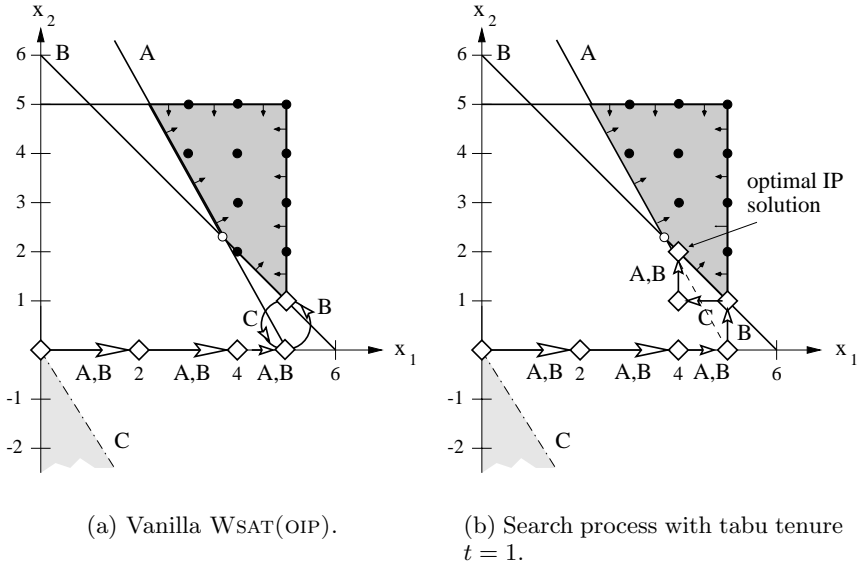 x2
6
B
A
5
4
3
2
1
C
B
x1
A,B
2
A,B
4
A,B
6
-1
-2
C
(a) Vanilla WSAT(OIP).
x2
6
B
A
5
4
3
2
1
optimal IP
solution
A,B
C
B
x1
A,B
2
A,B
4
A,B
6
-1
-2
C
(b) Search process with tabu tenure
t = 1.